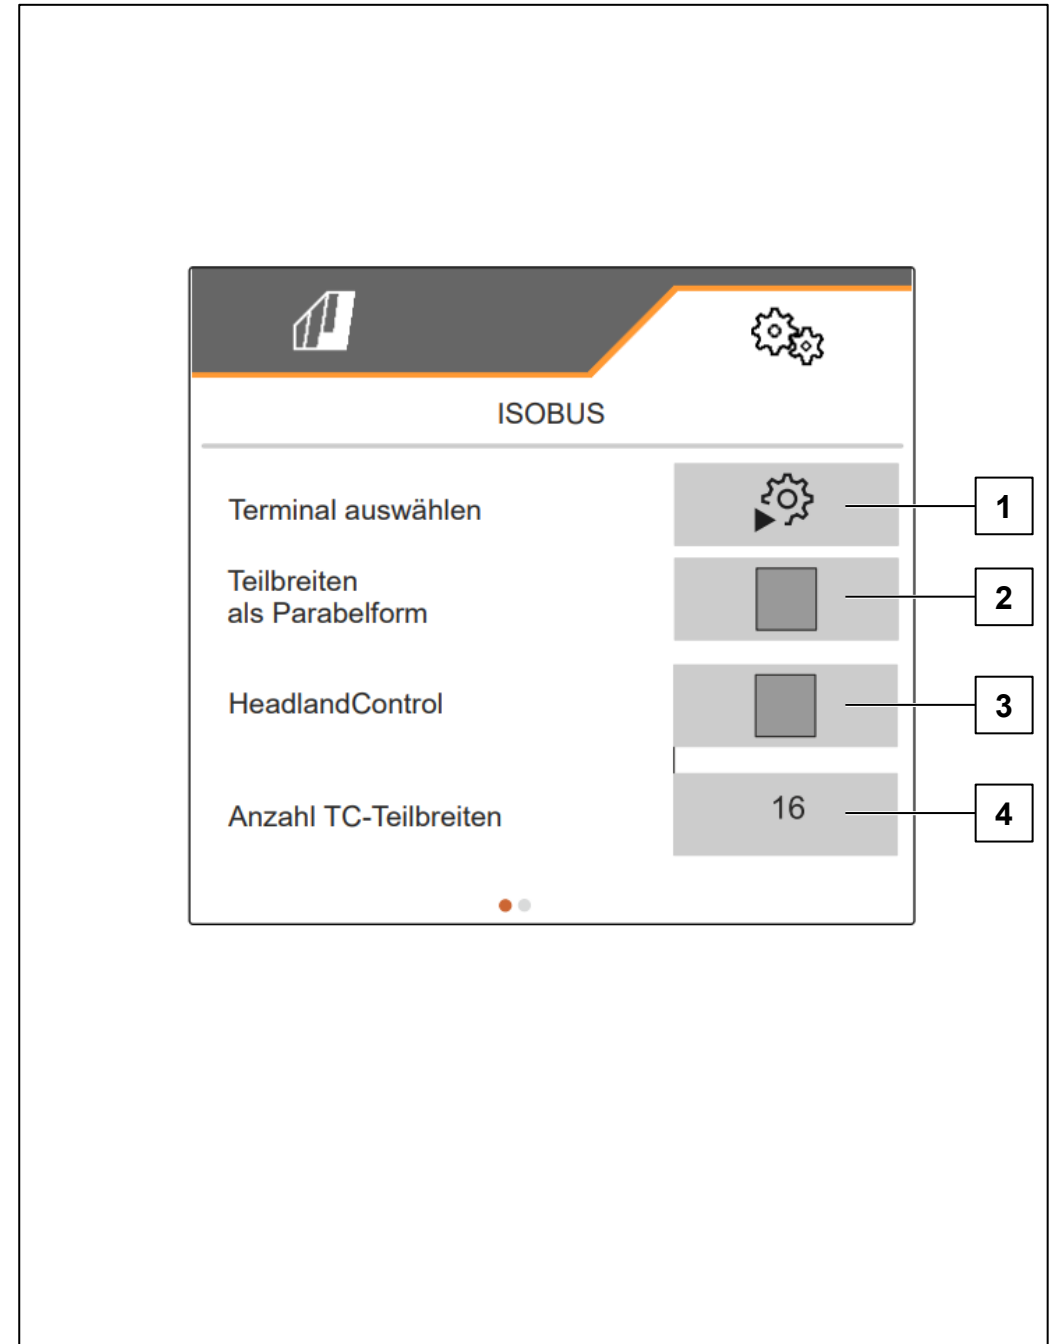 ISOBUS
Terminal auswählen
1
Teilbreiten
als Parabelform
2
HeadlandControl
3
Anzahl TC-Teilbreiten
16
4